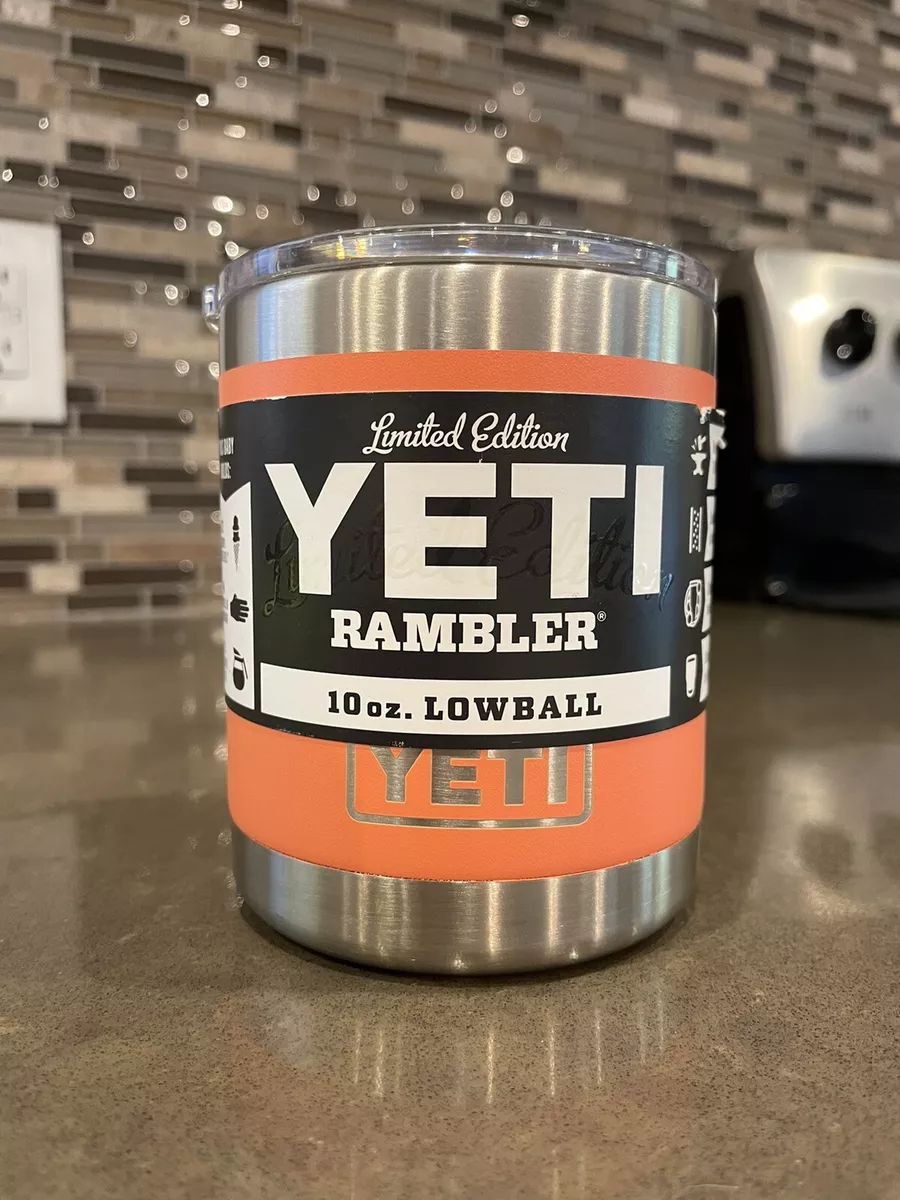 Limited Edition
YETI
RAMBLER®
10 oz. LOWBALL
YETI